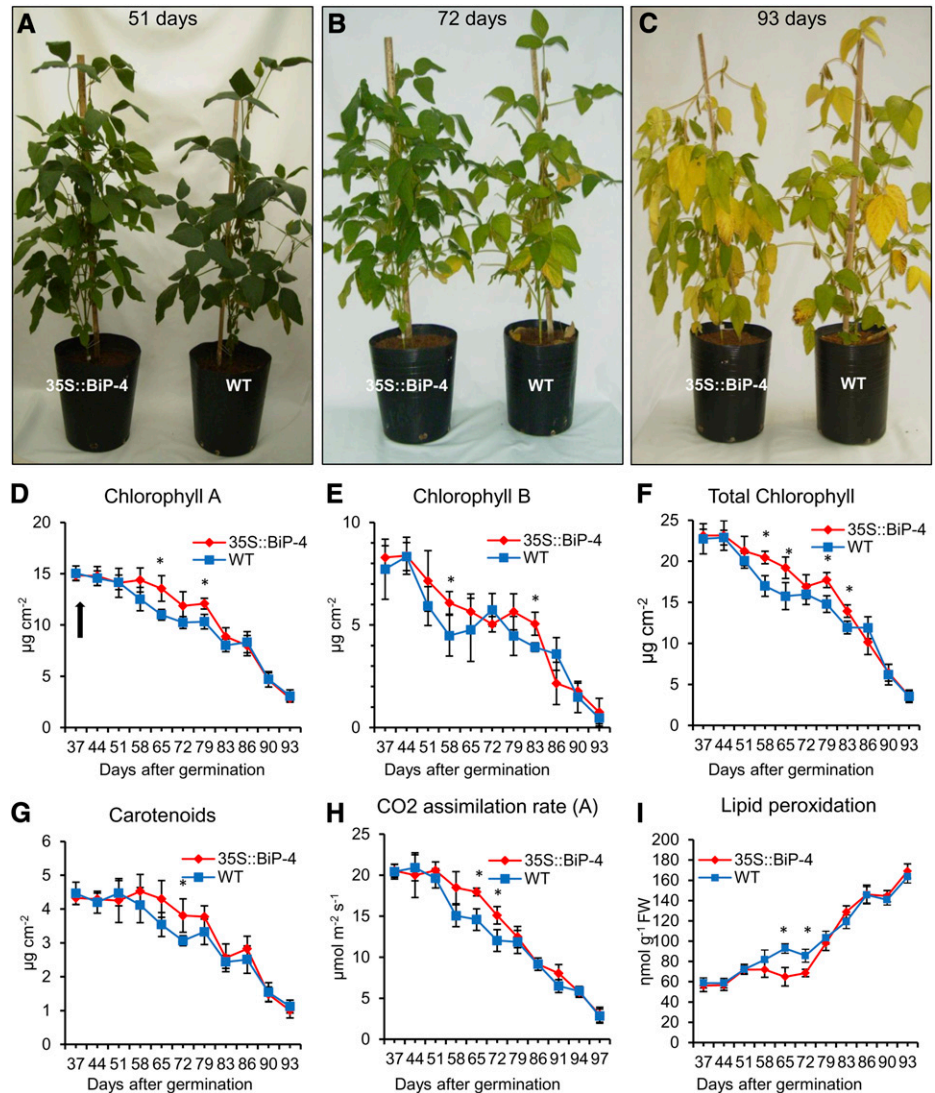 A 51 days
B 72 days
C 93 days
35S::BiP-4 WT
35S::BiP-4 WT
35S::BiP-4 WT
D Chlorophyll A
20
15
10
5
0
µg cm-2
35S::BiP-4
WT
*
*
37 44 51 58 65 72 79 83 86 90 93
Days after germination
E Chlorophyll B
10
5
0
µg cm-2
35S::BiP-4
WT
*
*
37 44 51 58 65 72 79 83 86 90 93
Days after germination
F Total Chlorophyll
25
20
15
10
5
0
µg cm-2
35S::BiP-4
WT
*
*
*
*
37 44 51 58 65 72 79 83 86 90 93
Days after germination
G Carotenoids
6
5
4
3
2
1
0
µg cm-2
35S::BiP-4
WT
*
37 44 51 58 65 72 79 83 86 90 93
Days after germination
H CO2 assimilation rate (A)
25
20
15
10
5
0
µmol m-2 s-1
35S::BiP-4
WT
*
*
37 44 51 58 65 72 79 86 91 94 97
Days after germination
I Lipid peroxidation
200
180
160
140
120
100
80
60
40
20
0
ηmol g-1 FW
35S::BiP-4
WT
*
*
37 44 51 58 65 72 79 83 86 90 93
Days after germination